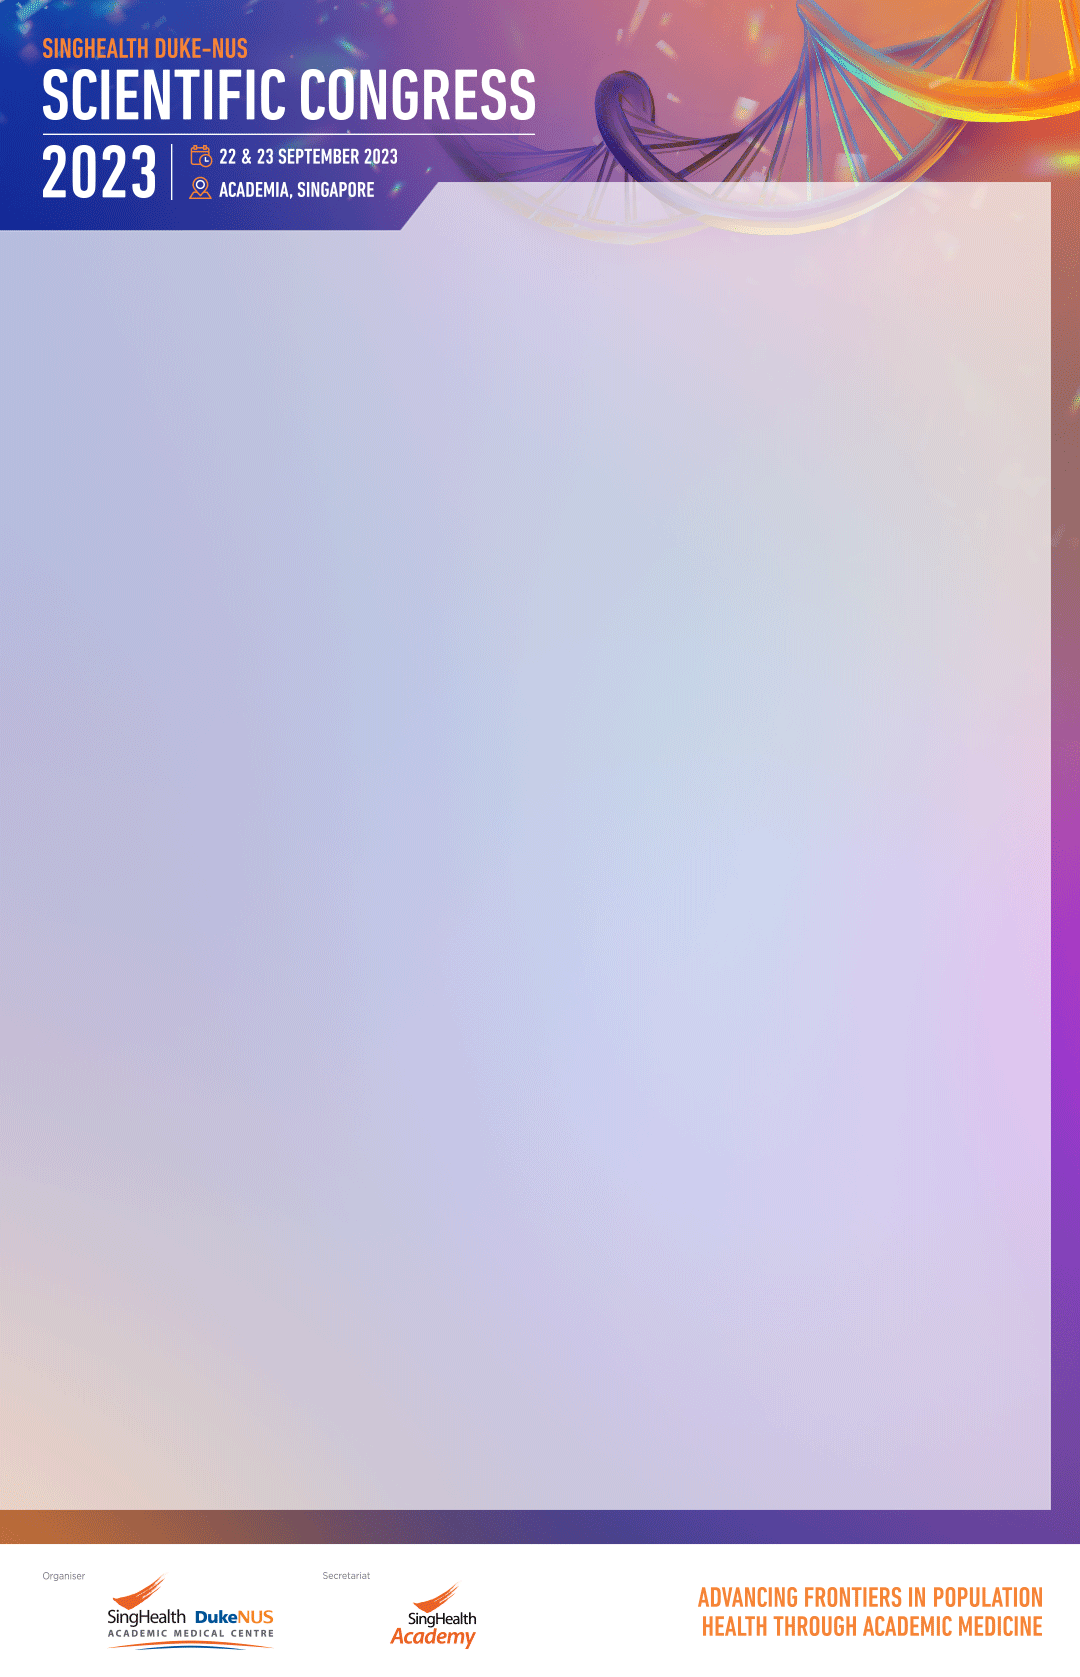 SINGHEALTH DUKE-NUS
SCIENTIFIC CONGRESS
2023
22 & 23 SEPTEMBER 2023
ACADEMIA, SINGAPORE
Organiser
SingHealth DukeNUS
ACADEMIC MEDICAL CENTRE
Secretariat
SingHealth
Academy
ADVANCING FRONTIERS IN POPULATION
HEALTH THROUGH ACADEMIC MEDICINE